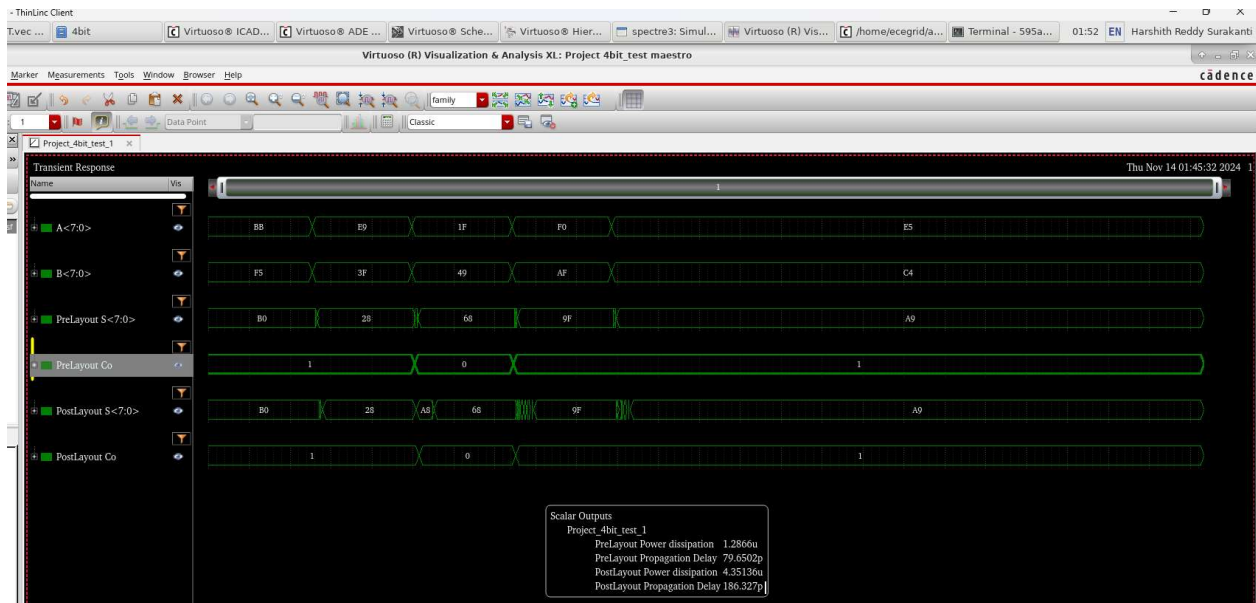 - ThinLinc Client
T.vec ... 4bit Virtuoso® ICAD... Virtuoso® ADE ... Virtuoso® Sche... Virtuoso® Hier... spectre3: Simul... Virtuoso (R) Vis... /home/ecegrid/a... Terminal - 595a... 01:52 EN Harshith Reddy Surakanti
Virtuoso (R) Visualization & Analysis XL: Project 4bit_test maestro
Marker Measurements Tools Window Browser Help
cādence
family
1 Data Point Classic
Project_4bit_test_1
Transient Response Thu Nov 14 01:45:32 2024 1
Name Vis
1
A<7:0> BB E9 1F F0 E5
B<7:0> F5 3F 49 AF C4
PreLayout S<7:0> B0 28 68 9F A9
PreLayout Co 1 0 1
PostLayout S<7:0> B0 28 A8 68 9F A9
PostLayout Co 1 0 1
Scalar Outputs
Project_4bit_test_1
PreLayout Power dissipation 1.2866u
PreLayout Propagation Delay 79.6502p
PostLayout Power dissipation 4.35136u
PostLayout Propagation Delay 186.327p